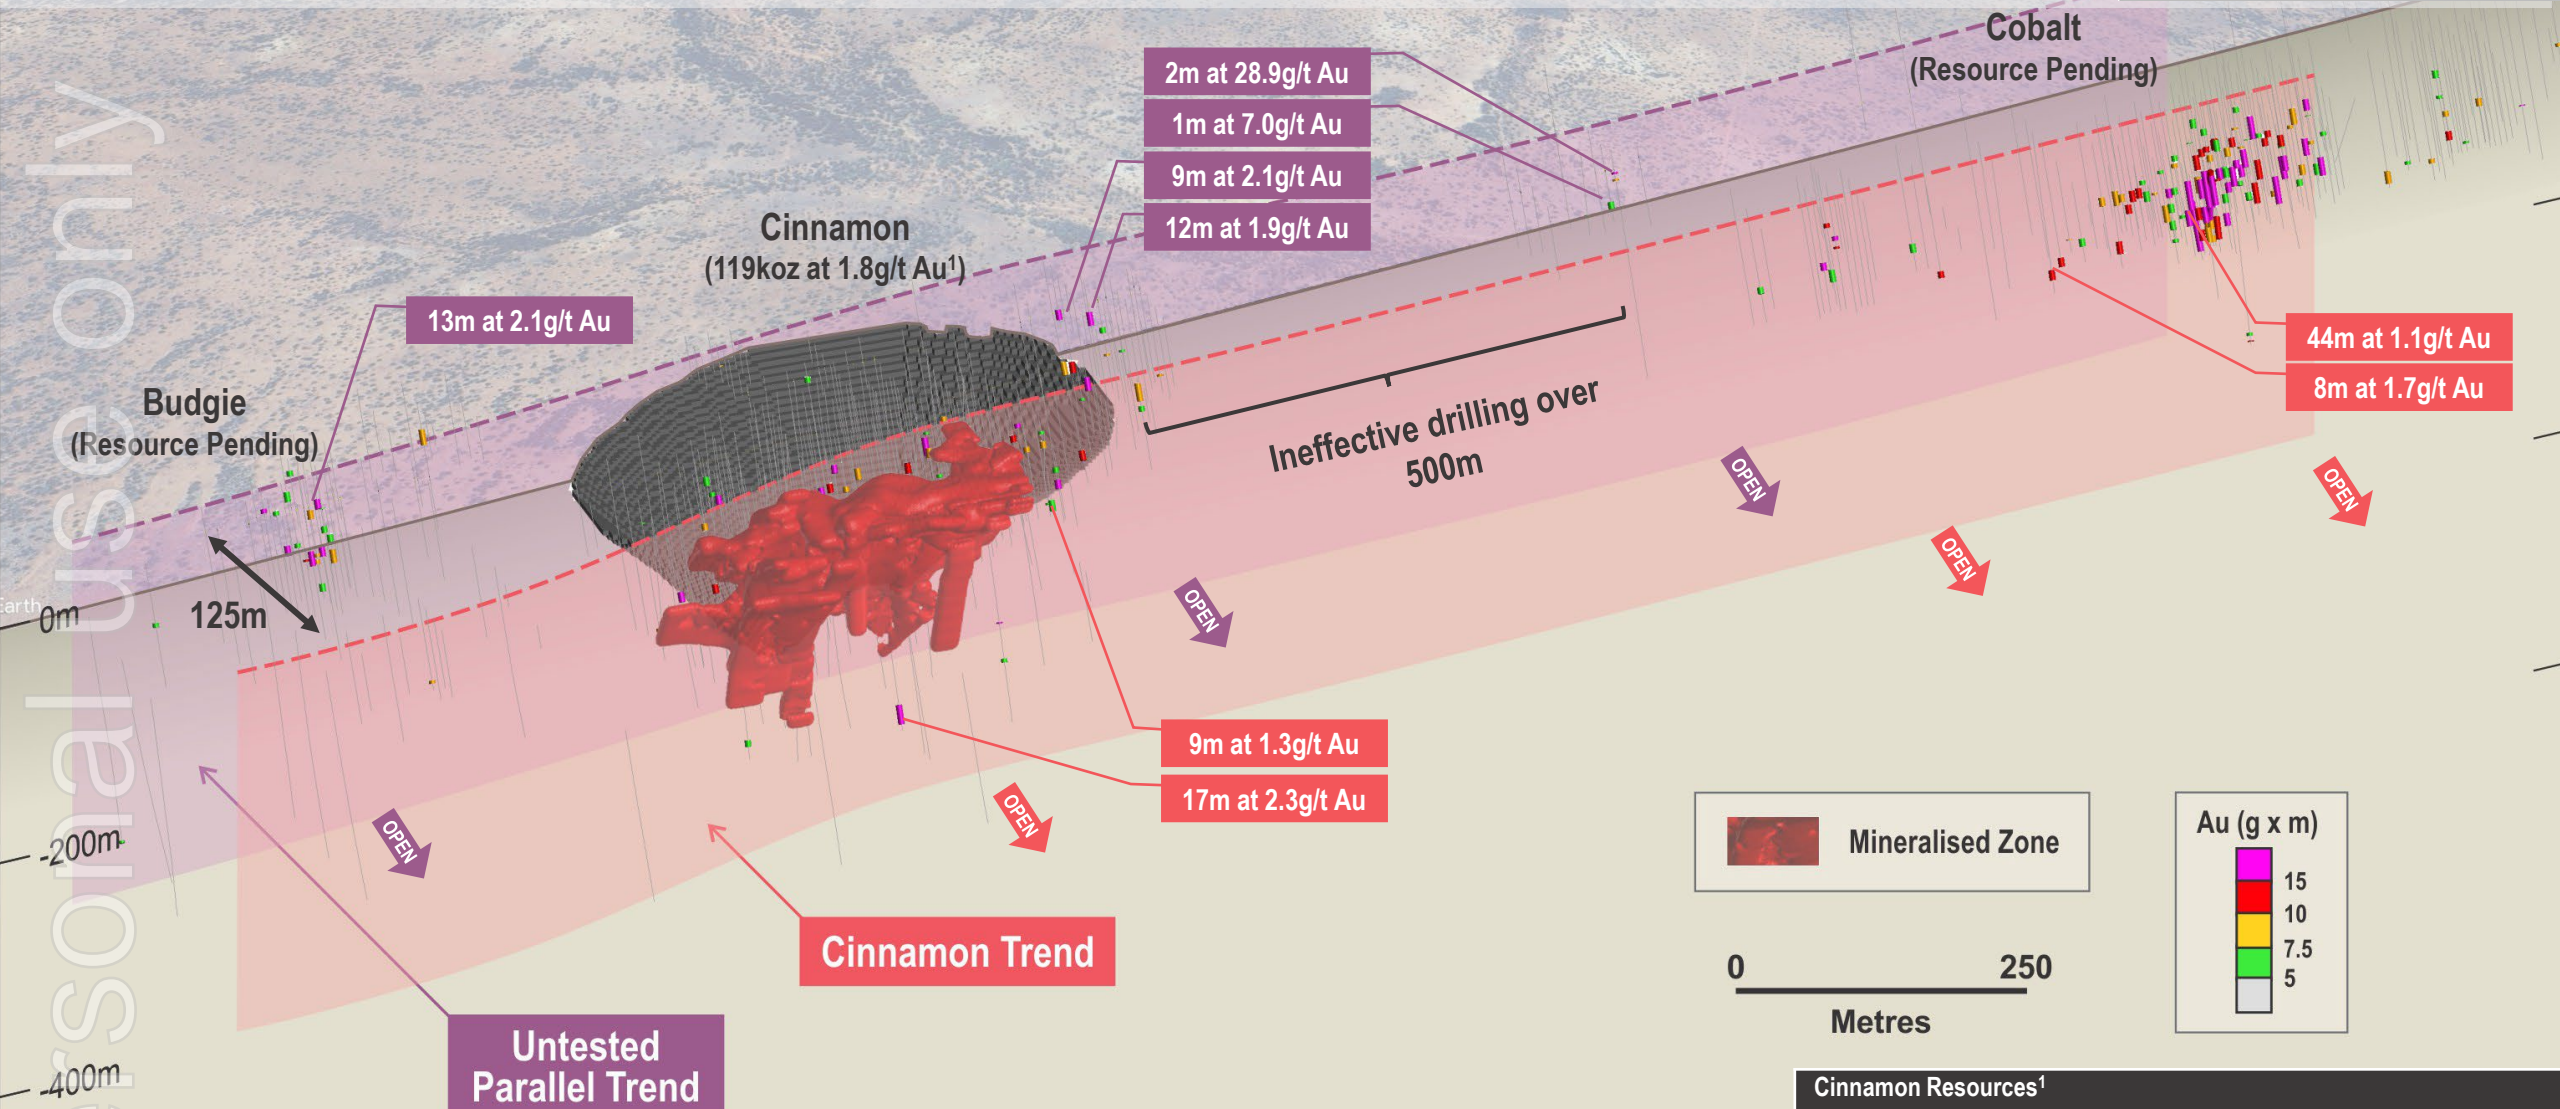 Cobalt
(Resource Pending)
2m at 28.9g/t Au
1m at 7.0g/t Au
9m at 2.1g/t Au
12m at 1.9g/t Au
Cinnamon
(119koz at 1.8g/t Au¹)
13m at 2.1g/t Au
Budgie
(Resource Pending)
44m at 1.1g/t Au
8m at 1.7g/t Au
Ineffective drilling over
500m
OPEN
OPEN
OPEN
OPEN
OPEN
OPEN
Earth
0m
125m
-200m
-400m
9m at 1.3g/t Au
17m at 2.3g/t Au
Cinnamon Trend
Untested
Parallel Trend
Mineralised Zone
Au (g x m)
15
10
7.5
5
0 250
Metres
Cinnamon Resources¹
ersonal use only